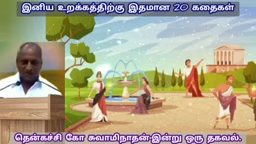 இனிய உறக்கத்திற்கு இதமான 20 கதைகள்
தென்கச்சி கோ சுவாமிநாதன்-இன்று ஒரு தகவல்.